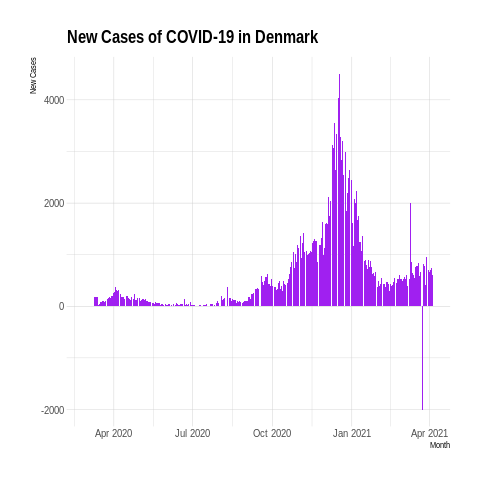 New Cases of COVID-19 in Denmark
New Cases
4000
2000
0
-2000
Apr 2020 Jul 2020 Oct 2020 Jan 2021 Apr 2021
Month